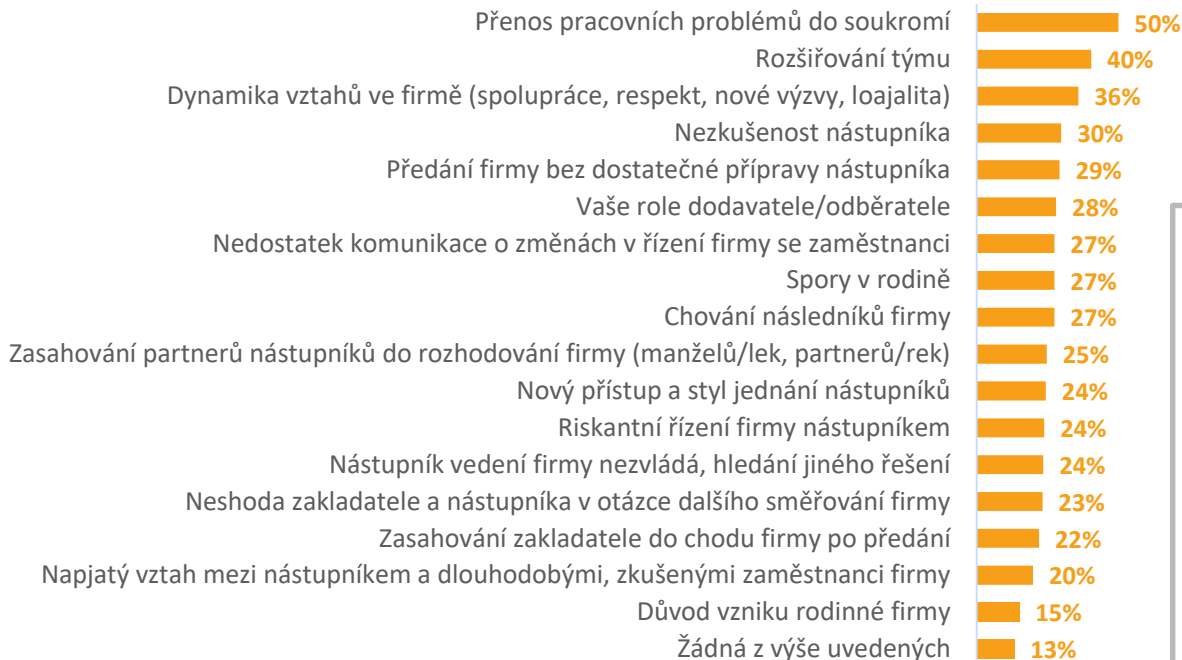 Přenos pracovních problémů do soukromí 50%
Rozšiřování týmu 40%
Dynamika vztahů ve firmě (spolupráce, respekt, nové výzvy, loajalita) 36%
Nezkušenost nástupníka 30%
Předání firmy bez dostatečné přípravy nástupníka 29%
Vaše role dodavatele/odběratele 28%
Nedostatek komunikace o změnách v řízení firmy se zaměstnanci 27%
Spory v rodině 27%
Chování následníků firmy 27%
Zasahování partnerů nástupníků do rozhodování firmy (manželů/lek, partnerů/rek) 25%
Nový přístup a styl jednání nástupníků 24%
Riskantní řízení firmy nástupníkem 24%
Nástupník vedení firmy nezvládá, hledání jiného řešení 24%
Neshoda zakladatele a nástupníka v otázce dalšího směřování firmy 23%
Zasahování zakladatele do chodu firmy po předání 22%
Napjatý vztah mezi nástupníkem a dlouhodobými, zkušenými zaměstnanci firmy 20%
Důvod vzniku rodinné firmy 15%
Žádná z výše uvedených 13%